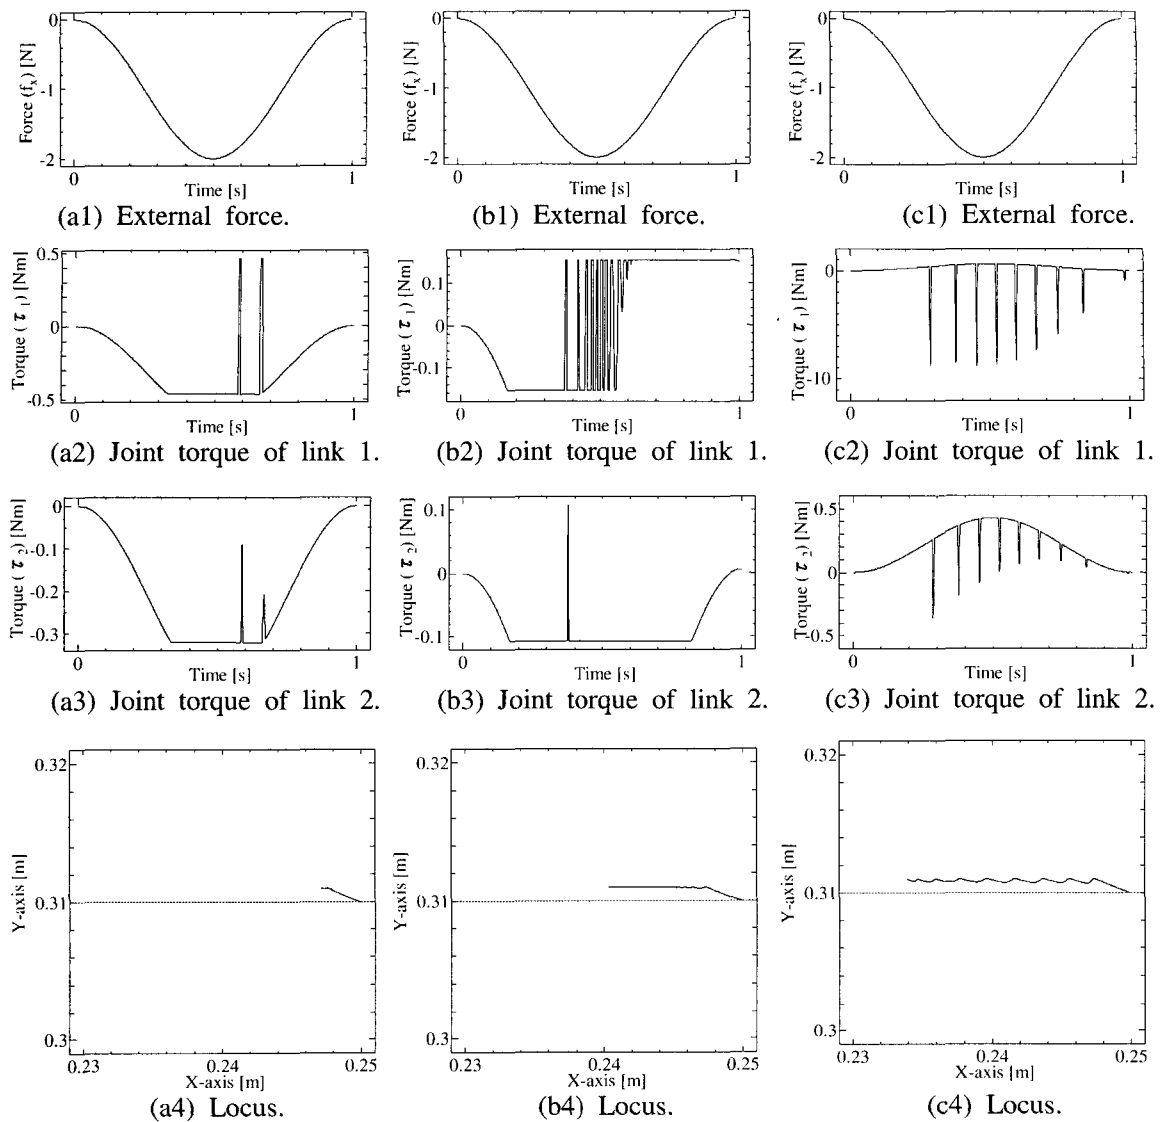 0
-1
-2
Force (fx) [N]
0
1
Time [s]
(a1) External force.
0
-1
-2
Force (fx) [N]
0
1
Time [s]
(b1) External force.
0
-1
-2
Force (fx) [N]
0
1
Time [s]
(c1) External force.
0.5
0
-0.5
Torque (τ1) [Nm]
0
1
Time [s]
(a2) Joint torque of link 1.
0.1
0
-0.1
Torque (τ1) [Nm]
0
1
Time [s]
(b2) Joint torque of link 1.
0
-10
Torque (τ1) [Nm]
0
1
Time [s]
(c2) Joint torque of link 1.
0
-0.1
-0.2
-0.3
Torque (τ2) [Nm]
0
1
Time [s]
(a3) Joint torque of link 2.
0.1
0
-0.1
Torque (τ2) [Nm]
0
1
Time [s]
(b3) Joint torque of link 2.
0.5
0
-0.5
Torque (τ2) [Nm]
0
1
Time [s]
(c3) Joint torque of link 2.
0.32
0.31
0.3
Y-axis [m]
0.23 0.24 0.25
X-axis [m]
(a4) Locus.
0.32
0.31
0.3
Y-axis [m]
0.23 0.24 0.25
X-axis [m]
(b4) Locus.
0.32
0.31
0.3
Y-axis [m]
0.23 0.24 0.25
X-axis [m]
(c4) Locus.